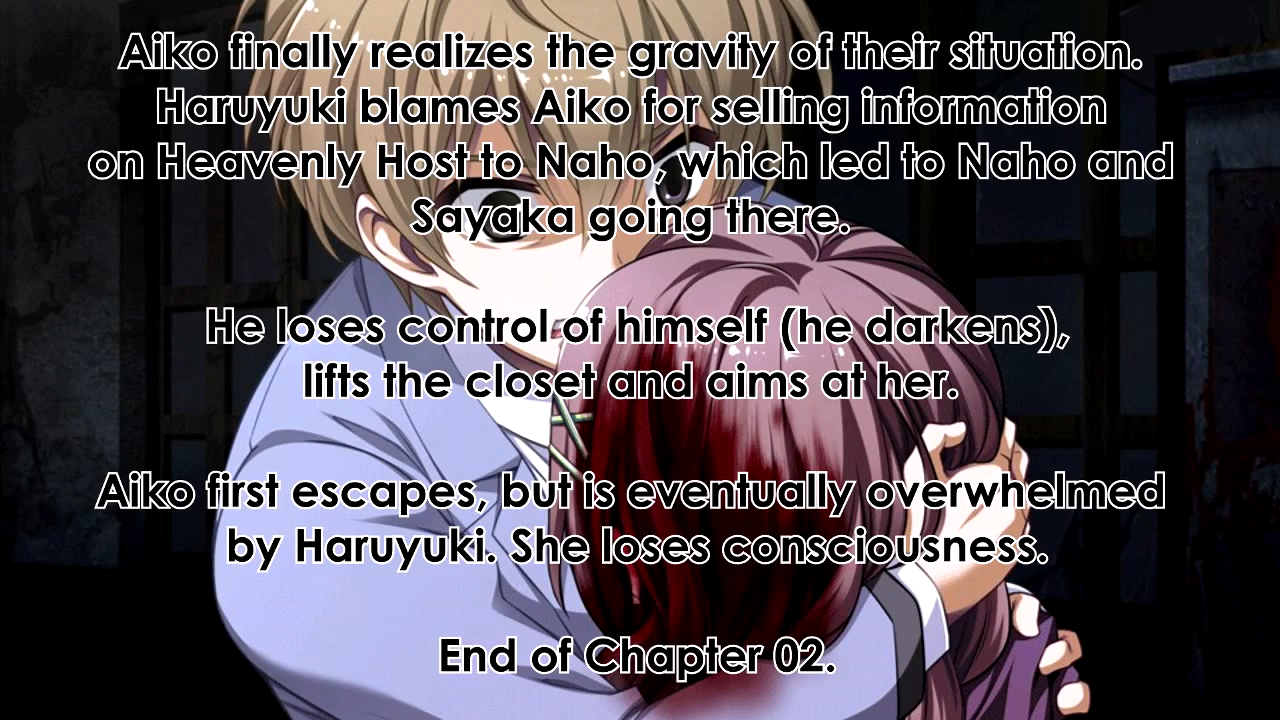 Aiko finally realizes the gravity of their situation.
Haruyuki blames Aiko for selling information
on Heavenly Host to Naho, which led to Naho and
Sayaka going there.
He loses control of himself (he darkens),
lifts the closet and aims at her.
Aiko first escapes, but is eventually overwhelmed
by Haruyuki. She loses consciousness.
End of Chapter 02.